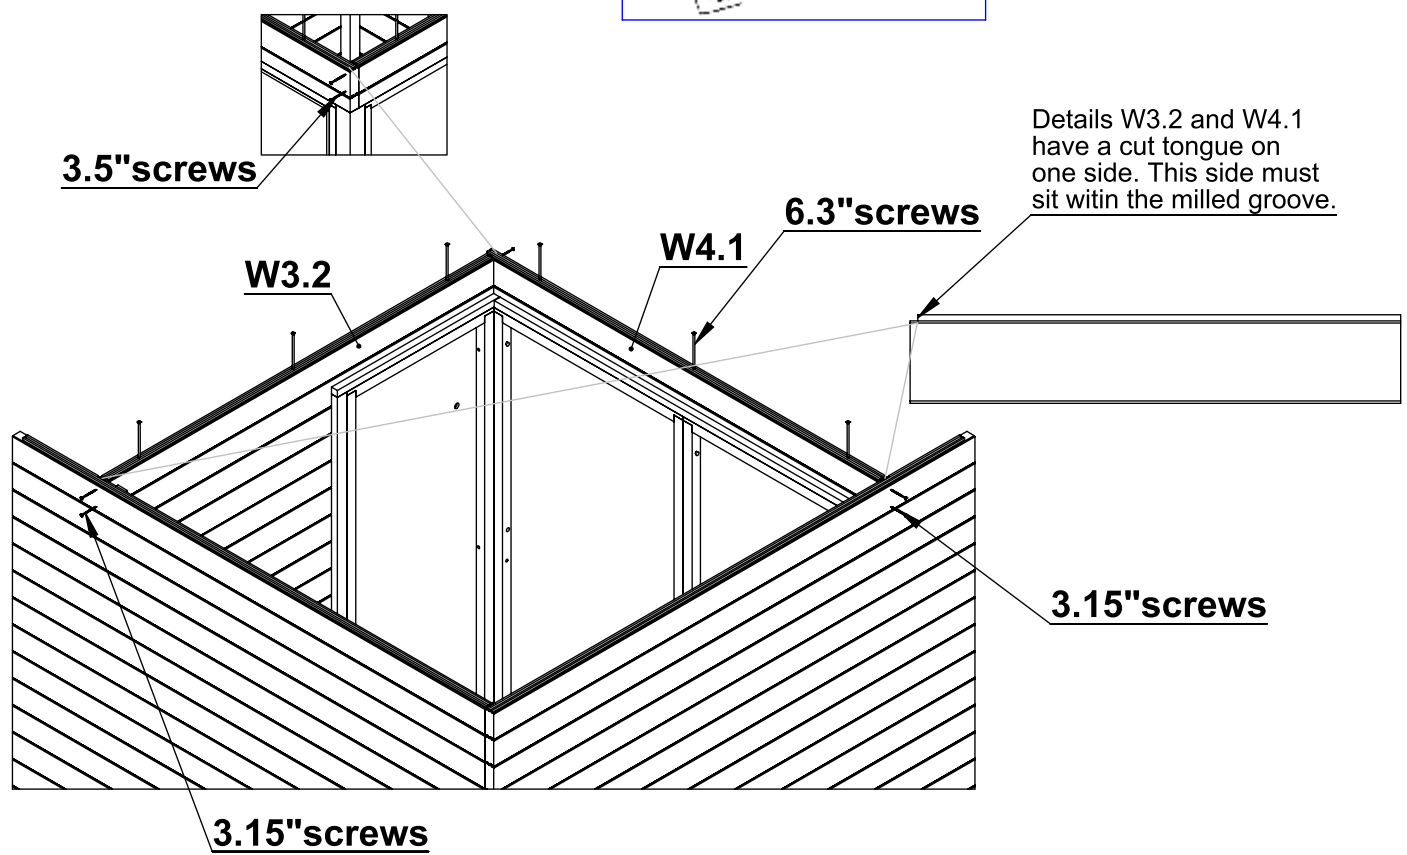 3.5"screws
Details W3.2 and W4.1
have a cut tongue on
one side. This side must
sit witin the milled groove.
6.3"screws
W4.1
W3.2
3.15"screws
3.15"screws